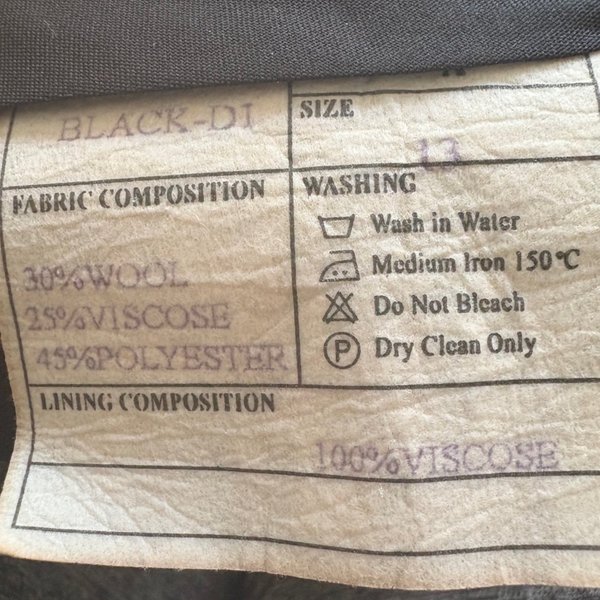 BLACK-DI
SIZE
13
FABRIC COMPOSITION
30%WOOL
25%VISCOSE
45%POLYESTER
WASHING
Wash in Water
Medium Iron 150°C
Do Not Bleach
P Dry Clean Only
LINING COMPOSITION
100%VISCOSE